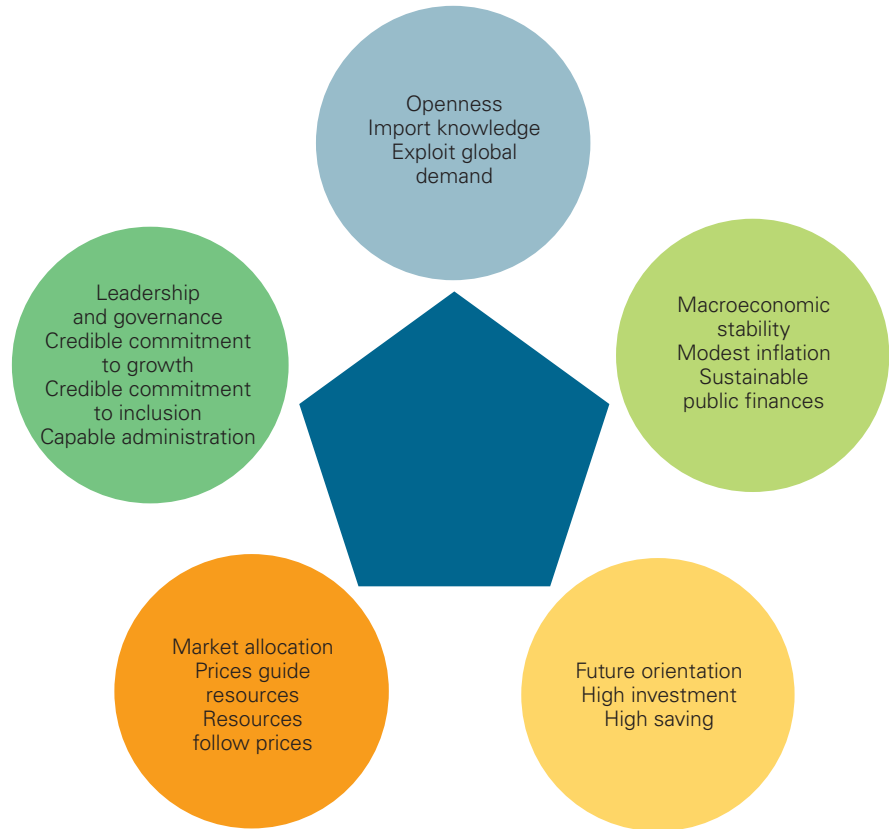 Openness
Import knowledge
Exploit global
demand
Macroeconomic
stability
Modest inflation
Sustainable
public finances
Future orientation
High investment
High saving
Market allocation
Prices guide
resources
Resources
follow prices
Leadership
and governance
Credible commitment
to growth
Credible commitment
to inclusion
Capable administration